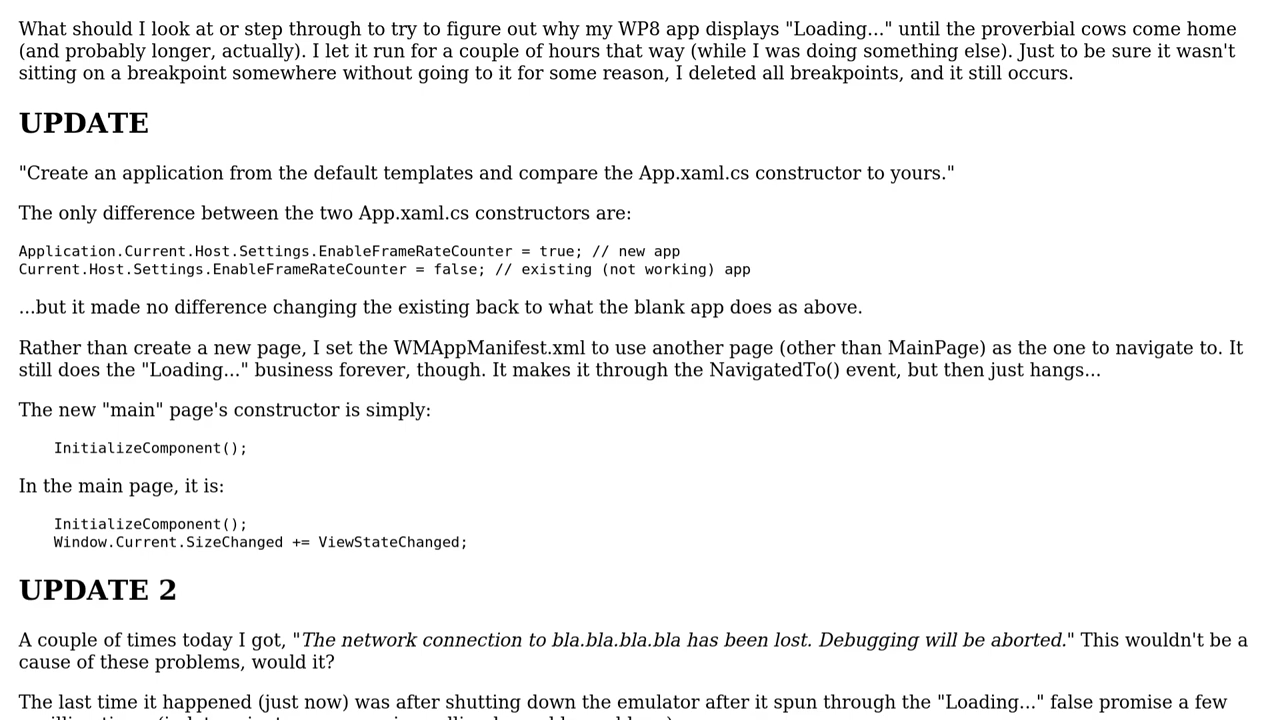 What should I look at or step through to try to figure out why my WP8 app displays "Loading..." until the proverbial cows come home
(and probably longer, actually). I let it run for a couple of hours that way (while I was doing something else). Just to be sure it wasn't
sitting on a breakpoint somewhere without going to it for some reason, I deleted all breakpoints, and it still occurs.
UPDATE
"Create an application from the default templates and compare the App.xaml.cs constructor to yours."
The only difference between the two App.xaml.cs constructors are:
Application.Current.Host.Settings.EnableFrameRateCounter = true; // new app
Current.Host.Settings.EnableFrameRateCounter = false; // existing (not working) app
...but it made no difference changing the existing back to what the blank app does as above.
Rather than create a new page, I set the WMAppManifest.xml to use another page (other than MainPage) as the one to navigate to. It
still does the "Loading..." business forever, though. It makes it through the NavigatedTo() event, but then just hangs...
The new "main" page's constructor is simply:
InitializeComponent();
In the main page, it is:
InitializeComponent();
Window.Current.SizeChanged += ViewStateChanged;
UPDATE 2
A couple of times today I got, "The network connection to bla.bla.bla.bla has been lost. Debugging will be aborted." This wouldn't be a
cause of these problems, would it?
The last time it happened (just now) was after shutting down the emulator after it spun through the "Loading..." false promise a few